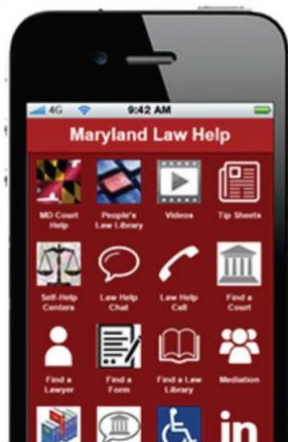 4G 9:42 AM
Maryland Law Help
MD Court Help
People's Law Library
Videos
Tip Sheets
Self-Help Centers
Law Help Chat
Law Help Call
Find a Court
Find a Lawyer
Find a Form
Find a Law Library
Mediation
in